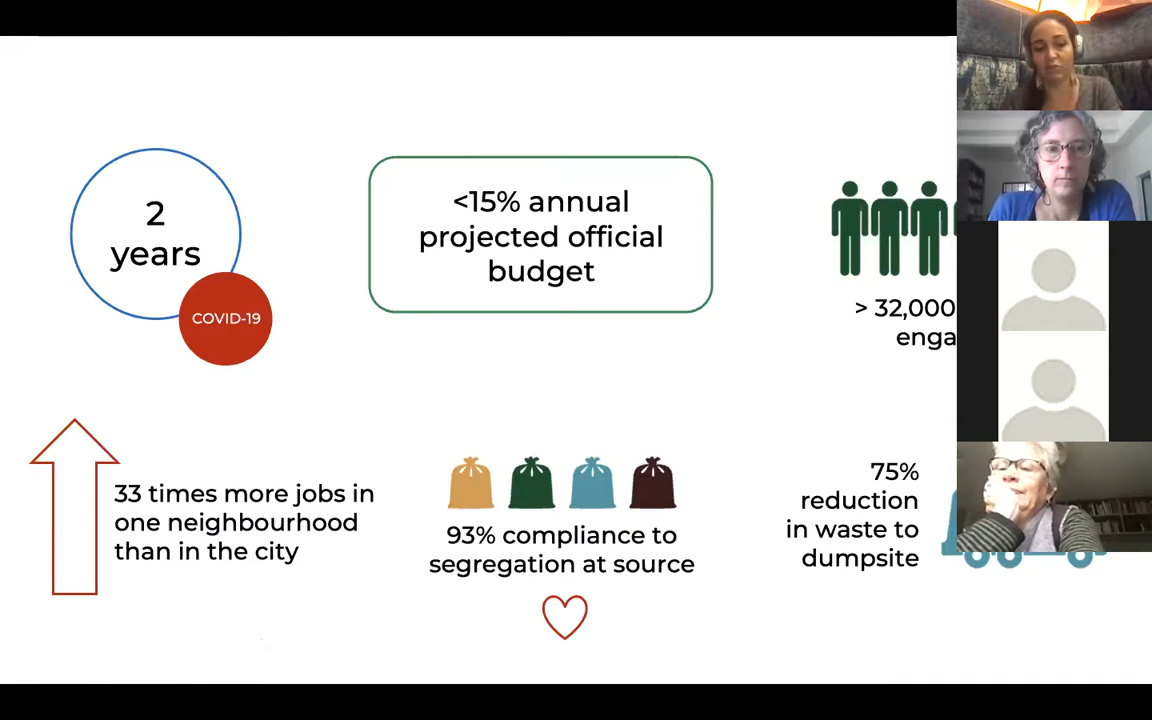 2
years
COVID-19
<15% annual
projected official
budget
> 32,000
33 times more jobs in
one neighbourhood
than in the city
93% compliance to
segregation at source
75%
reduction
in waste to
dumpsite